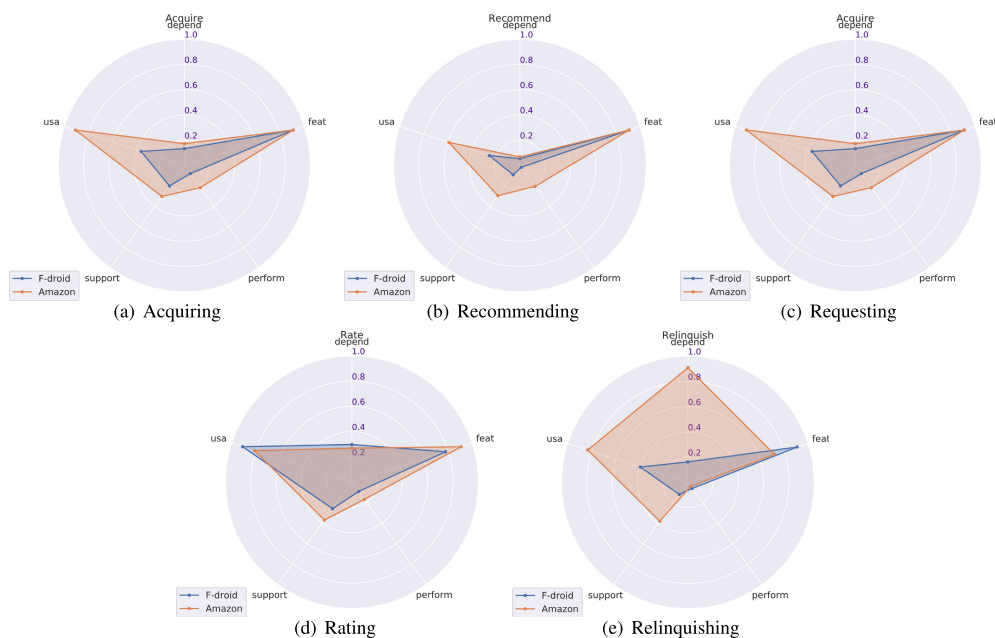 Acquire
depend
1.0
0.8
0.6
0.4
0.2
usa
feat
support
perform
F-droid
Amazon
(a) Acquiring
Recommend
depend
1.0
0.8
0.6
0.4
0.2
usa
feat
support
perform
F-droid
Amazon
(b) Recommending
Acquire
depend
1.0
0.8
0.6
0.4
0.2
usa
feat
support
perform
F-droid
Amazon
(c) Requesting
Rate
depend
1.0
0.8
0.6
0.4
0.2
usa
feat
support
perform
F-droid
Amazon
(d) Rating
Relinquish
depend
1.0
0.8
0.6
0.4
0.2
usa
feat
support
perform
F-droid
Amazon
(e) Relinquishing